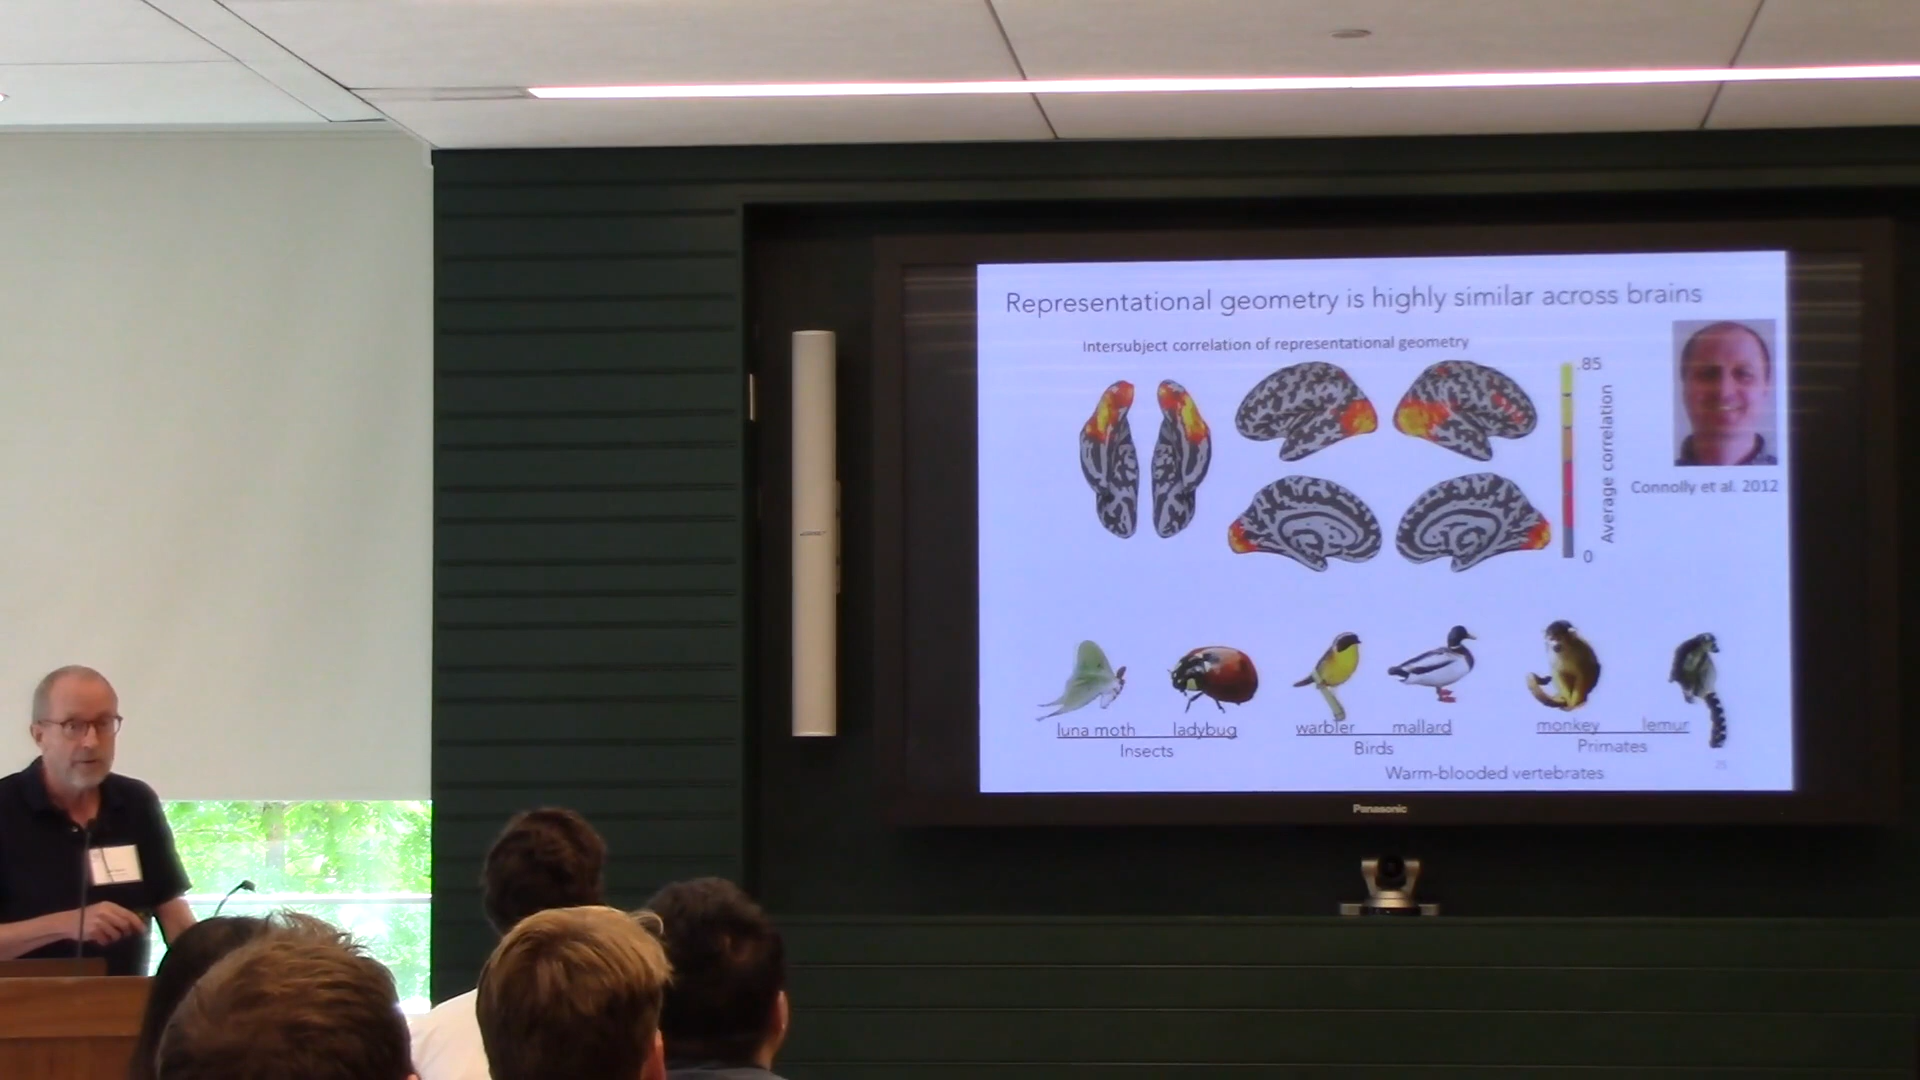 Representational geometry is highly similar across brains
Intersubject correlation of representational geometry
.85
Average correlation
0
Connolly et al. 2012
luna moth ladybug
Insects
warbler mallard
Birds
monkey lemur
Primates
Warm-blooded vertebrates
25
Panasonic